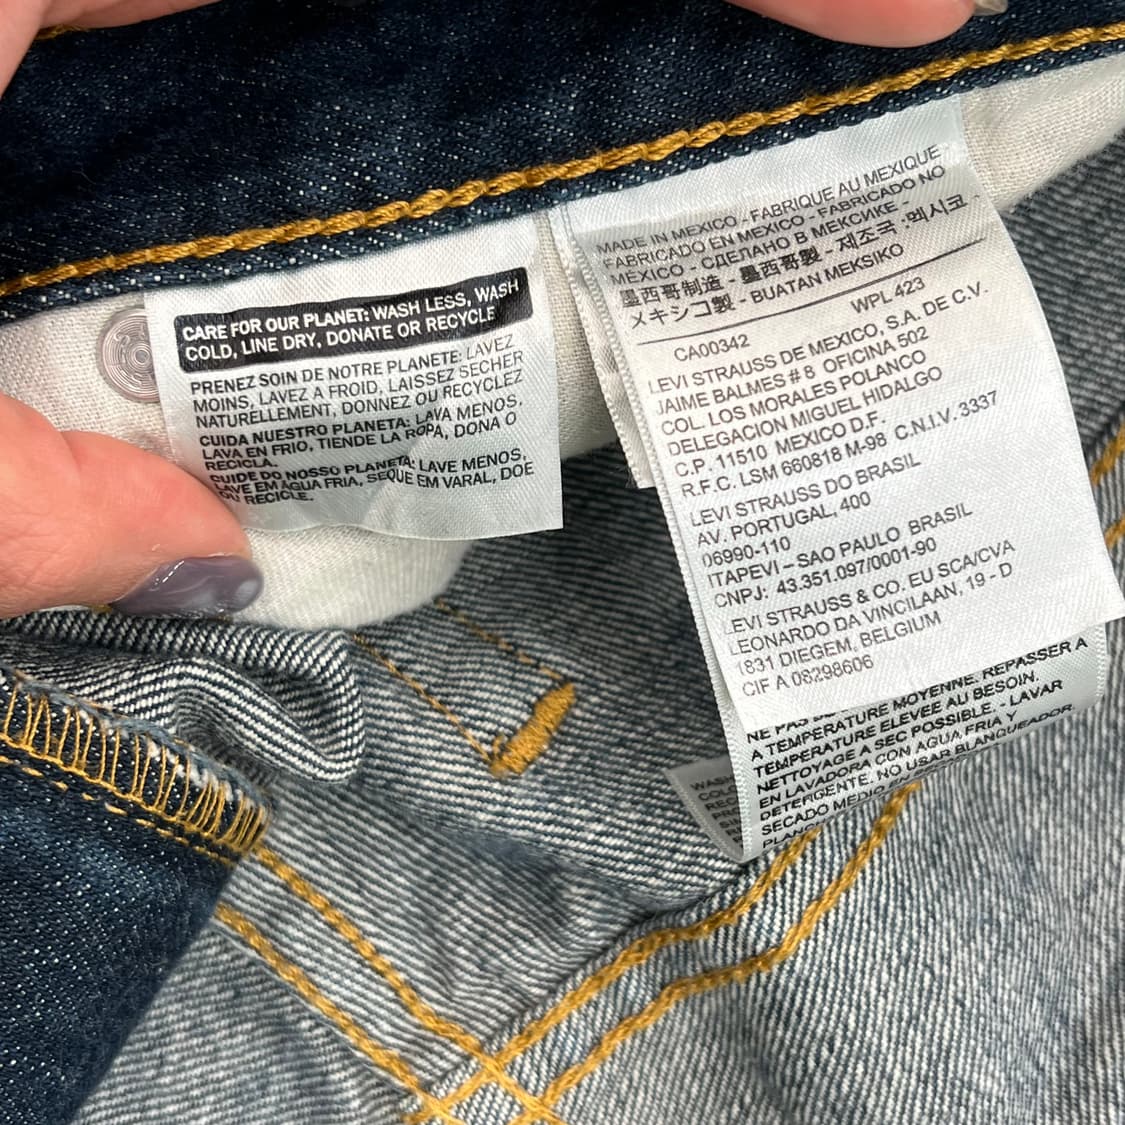 CARE FOR OUR PLANET: WASH LESS, WASH
COLD, LINE DRY, DONATE OR RECYCLE
PRENEZ SOIN DE NOTRE PLANETE: LAVEZ
MOINS, LAVEZ A FROID, LAISSEZ SECHER
NATURELLEMENT, DONNEZ OU RECYCLEZ
CUIDA NUESTRO PLANETA: LAVA MENOS,
LAVA EN FRIO, TIENDE LA ROPA, DONA O
RECICLA.
CUIDE DO NOSSO PLANETA: LAVE MENOS,
LAVE EM AGUA FRIA, SEQUE EM VARAL, DOE
OU RECICLE.
MADE IN MEXICO - FABRIQUE AU MEXIQUE
FABRICADO EN MEXICO - FABRICADO NO
MÉXICO - СДЕЛАНО В МЕКСИКЕ -
墨西哥制造 - 墨西哥製 - 제조국 :멕시코 -
メキシコ製 - BUATAN MEKSIKO
CA00342 WPL 423
LEVI STRAUSS DE MEXICO, S.A. DE C.V.
JAIME BALMES # 8 OFICINA 502
COL. LOS MORALES POLANCO
DELEGACION MIGUEL HIDALGO
C.P. 11510 MEXICO D.F.
R.F.C. LSM 660818 M-98 C.N.I.V. 3337
LEVI STRAUSS DO BRASIL
AV. PORTUGAL, 400
06990-110
ITAPEVI – SAO PAULO BRASIL
CNPJ: 43.351.097/0001-90
LEVI STRAUSS & CO. EU SCA/CVA
LEONARDO DA VINCILAAN, 19 - D
1831 DIEGEM, BELGIUM
CIF A 08298606
NE PAS REPASSER A
A TEMPERATURE MOYENNE.
TEMPERATURE ELEVEE AU BESOIN.
NETTOYAGE A SEC POSSIBLE. - LAVAR
EN LAVADORA CON AGUA FRIA Y
DETERGENTE. NO USAR BLANQUEADOR.
SECADO MEDIO EN